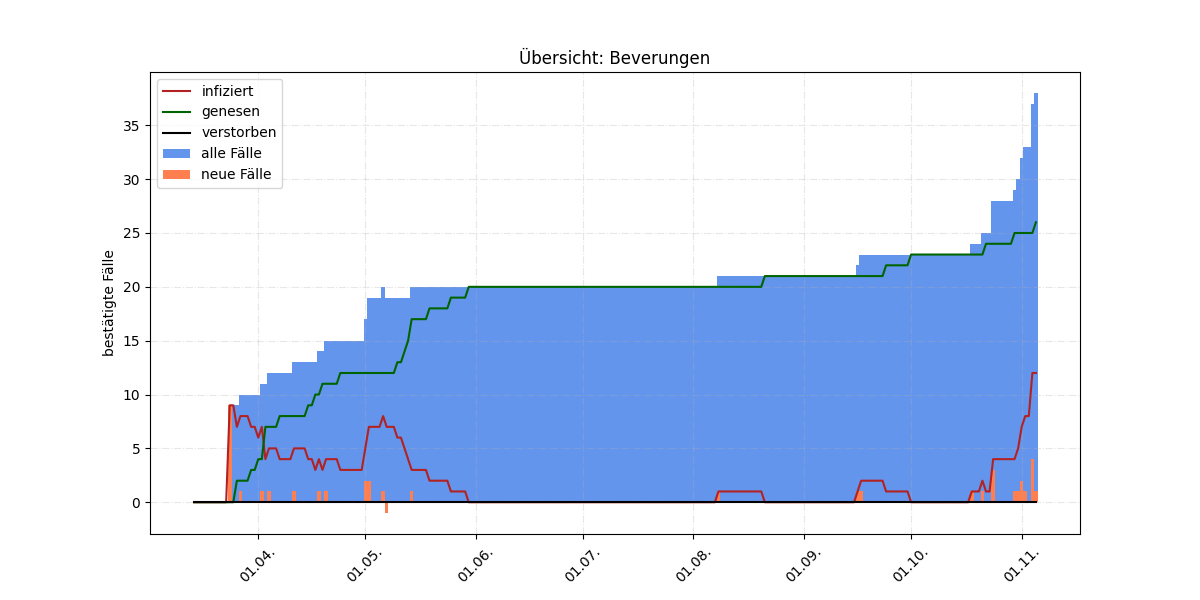 Übersicht: Beverungen
infiziert
genesen
verstorben
alle Fälle
neue Fälle
bestätigte Fälle
35
30
25
20
15
10
5
0
01.04.
01.05.
01.06.
01.07.
01.08.
01.09.
01.10.
01.11.